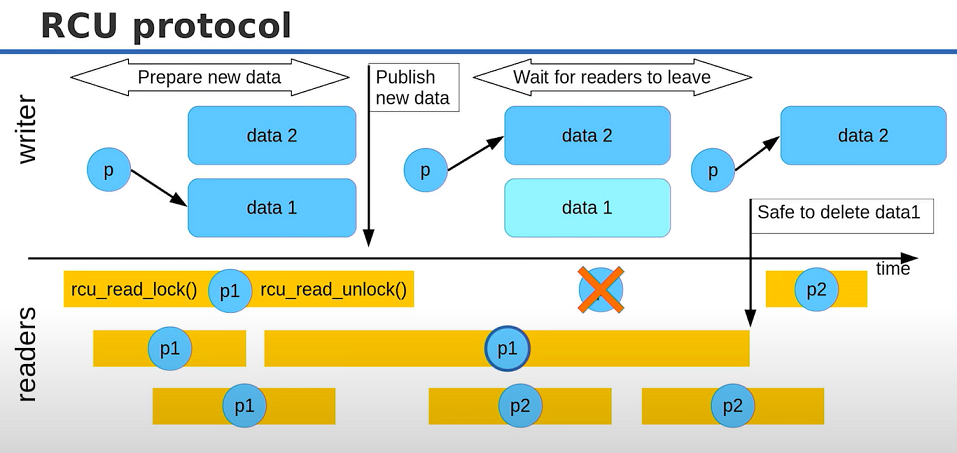 RCU protocol
writer
Prepare new data
Publish
new data
Wait for readers to leave
data 2
data 1
p
data 2
data 1
p
data 2
p
Safe to delete data1
time
readers
rcu_read_lock()
p1
rcu_read_unlock()
p2
p1
p1
p1
p2
p2